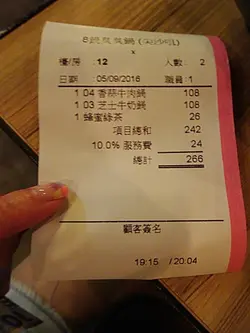 檯/房 : 12 人數 : 2
日期 : 05/09/2016 職員:1
1 04 香蒜牛肉鍋 108
1 03 芝士牛奶鍋 108
1 蜂蜜綠茶 26
項目總和 242
10.0% 服務費 24
總計 266
顧客簽名
19:15 / 20:04